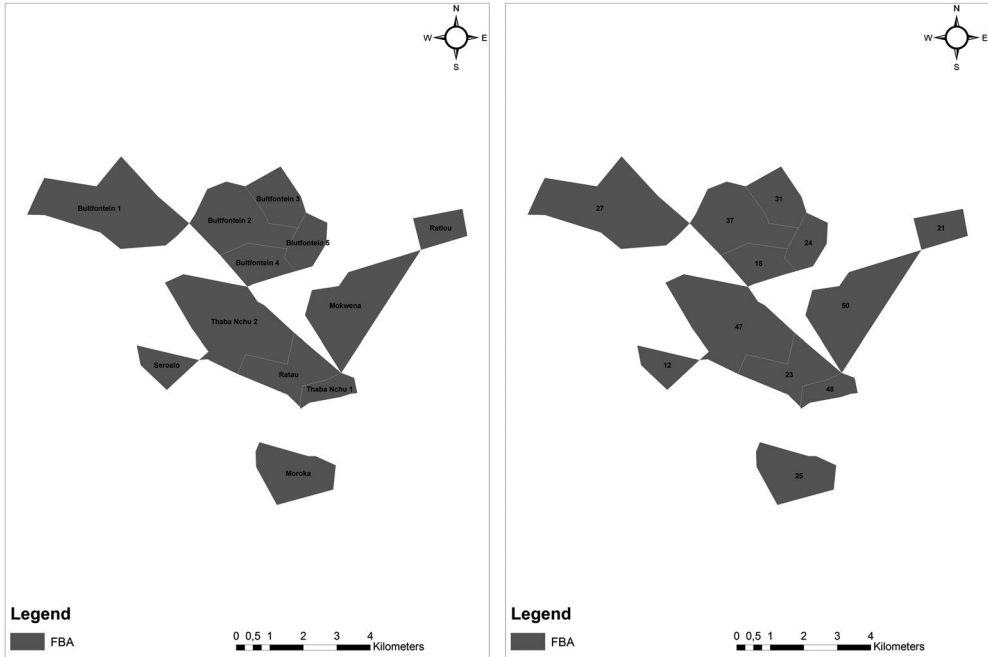 N
W E
S
Bultfontein 1
Bultfontein 2
Bultfontein 3
Blutfontein 5
Bultfontein 4
Ratlou
Mokwena
Thaba Nchu 2
Seroalo
Ratau
Thaba Nchu 1
Moroka
Legend
FBA
0 0,5 1 2 3 4
Kilometers
N
W E
S
27
37
31
24
18
21
50
47
12
23
48
25
Legend
FBA
0 0,5 1 2 3 4
Kilometers